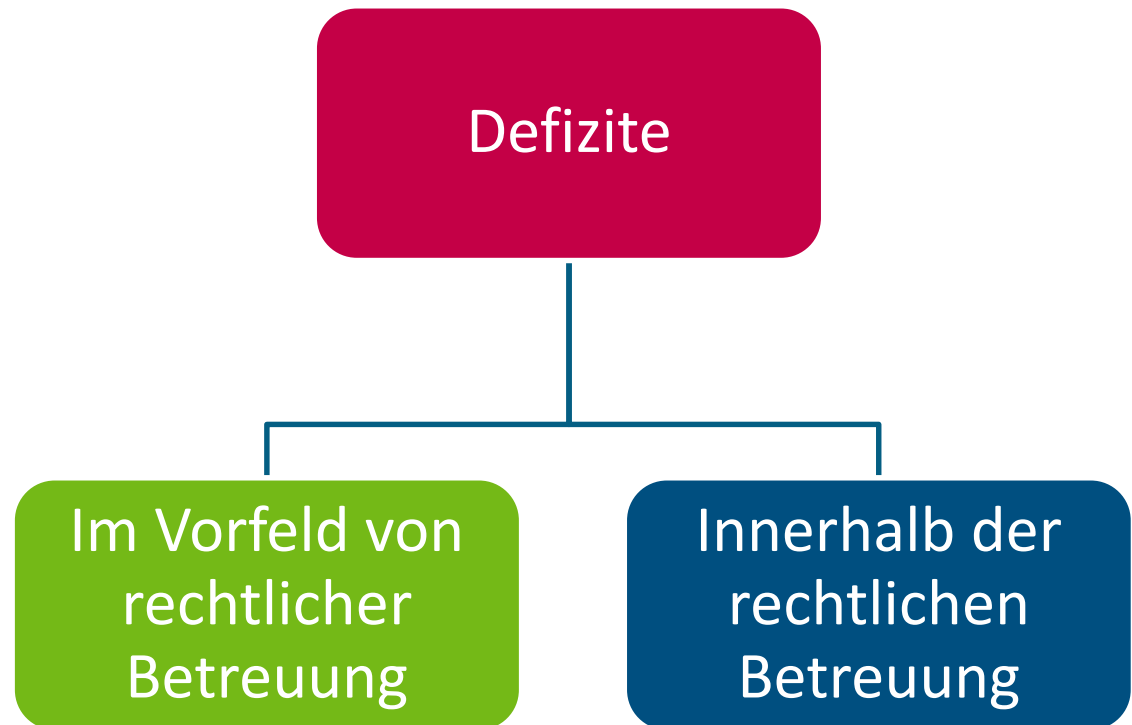 Defizite
Im Vorfeld von
rechtlicher
Betreuung
Innerhalb der
rechtlichen
Betreuung